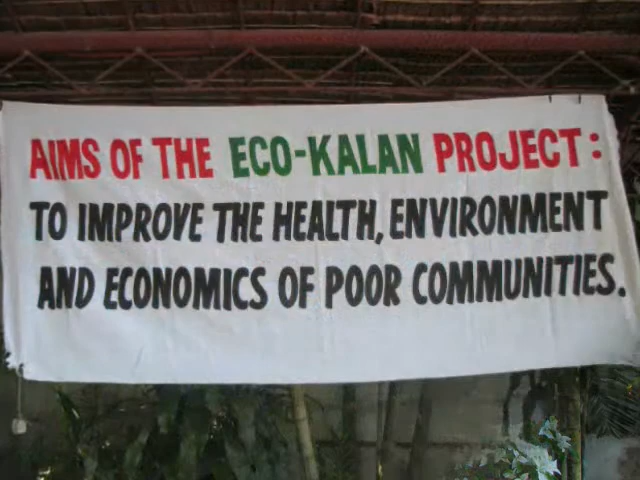 AIMS OF THE ECO-KALAN PROJECT:
TO IMPROVE THE HEALTH, ENVIRONMENT
AND ECONOMICS OF POOR COMMUNITIES.